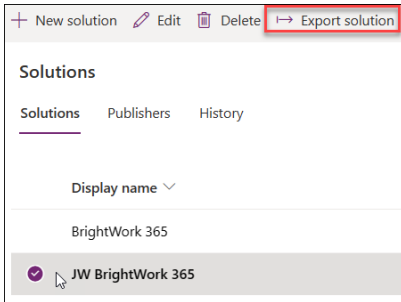 New solution Edit Delete Export solution
Solutions
Solutions Publishers History
Display name
BrightWork 365
JW BrightWork 365